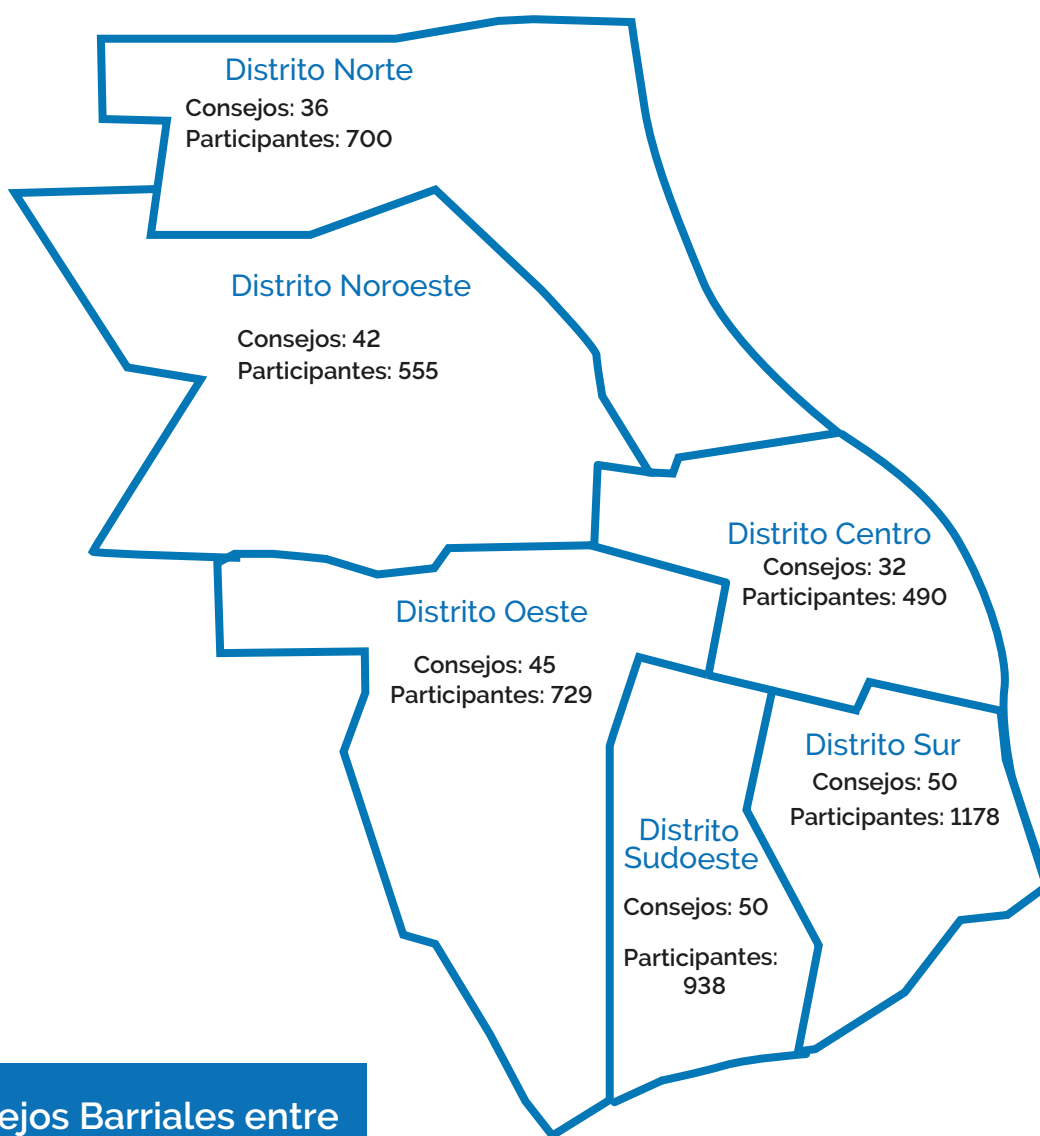 Distrito Norte
Consejos: 36
Participantes: 700
Distrito Noroeste
Consejos: 42
Participantes: 555
Distrito Centro
Consejos: 32
Participantes: 490
Distrito Oeste
Consejos: 45
Participantes: 729
Distrito Sur
Consejos: 50
Participantes: 1178
Distrito
Sudoeste
Consejos: 50
Participantes:
938
ejos Barriales entre